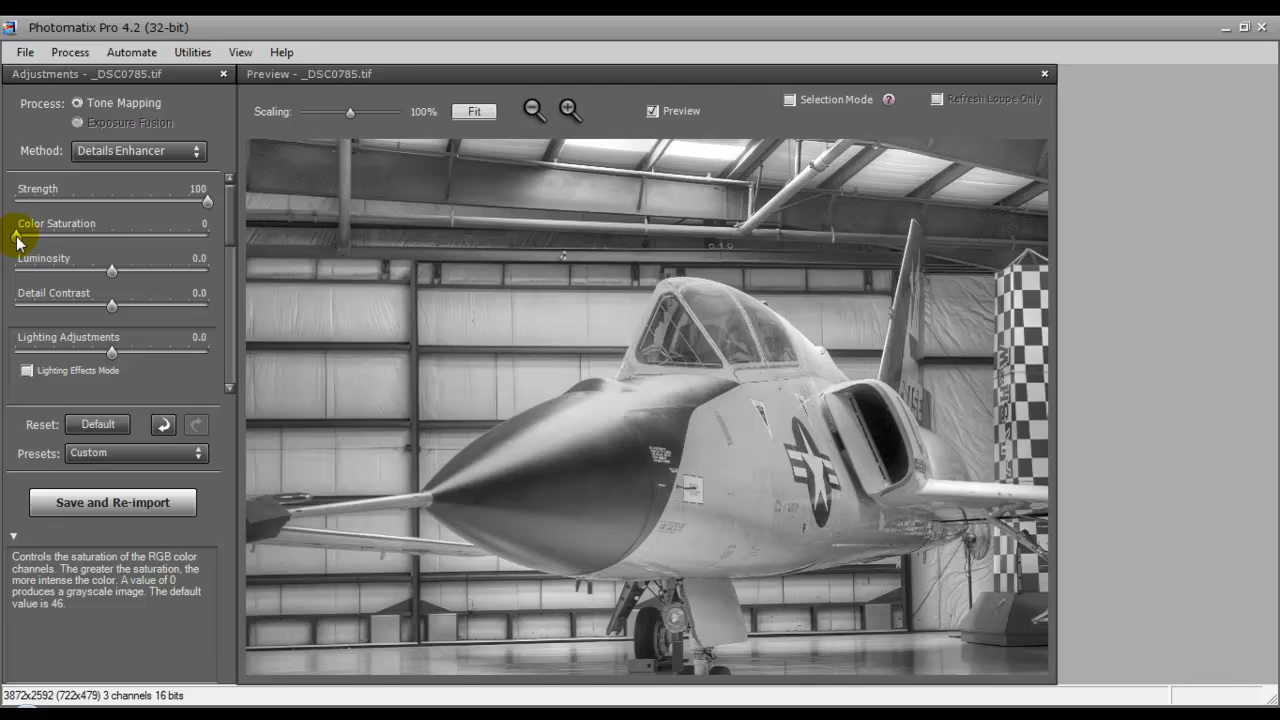 Photomatix Pro 4.2 (32-bit)
File Process Automate Utilities View Help
Adjustments - _DSC0785.tif
Preview - _DSC0785.tif
Process: Tone Mapping
Exposure Fusion
Method: Details Enhancer
Scaling: 100% Fit
Preview
Selection Mode ?
Refresh Loupe Only
Strength 100
Color Saturation 0
Luminosity 0.0
Detail Contrast 0.0
Lighting Adjustments 0.0
Lighting Effects Mode
Reset: Default
Presets: Custom
Save and Re-import
Controls the saturation of the RGB color
channels. The greater the saturation, the
more intense the color. A value of 0
produces a grayscale image. The default
value is 46.
3872x2592 (722x479) 3 channels 16 bits